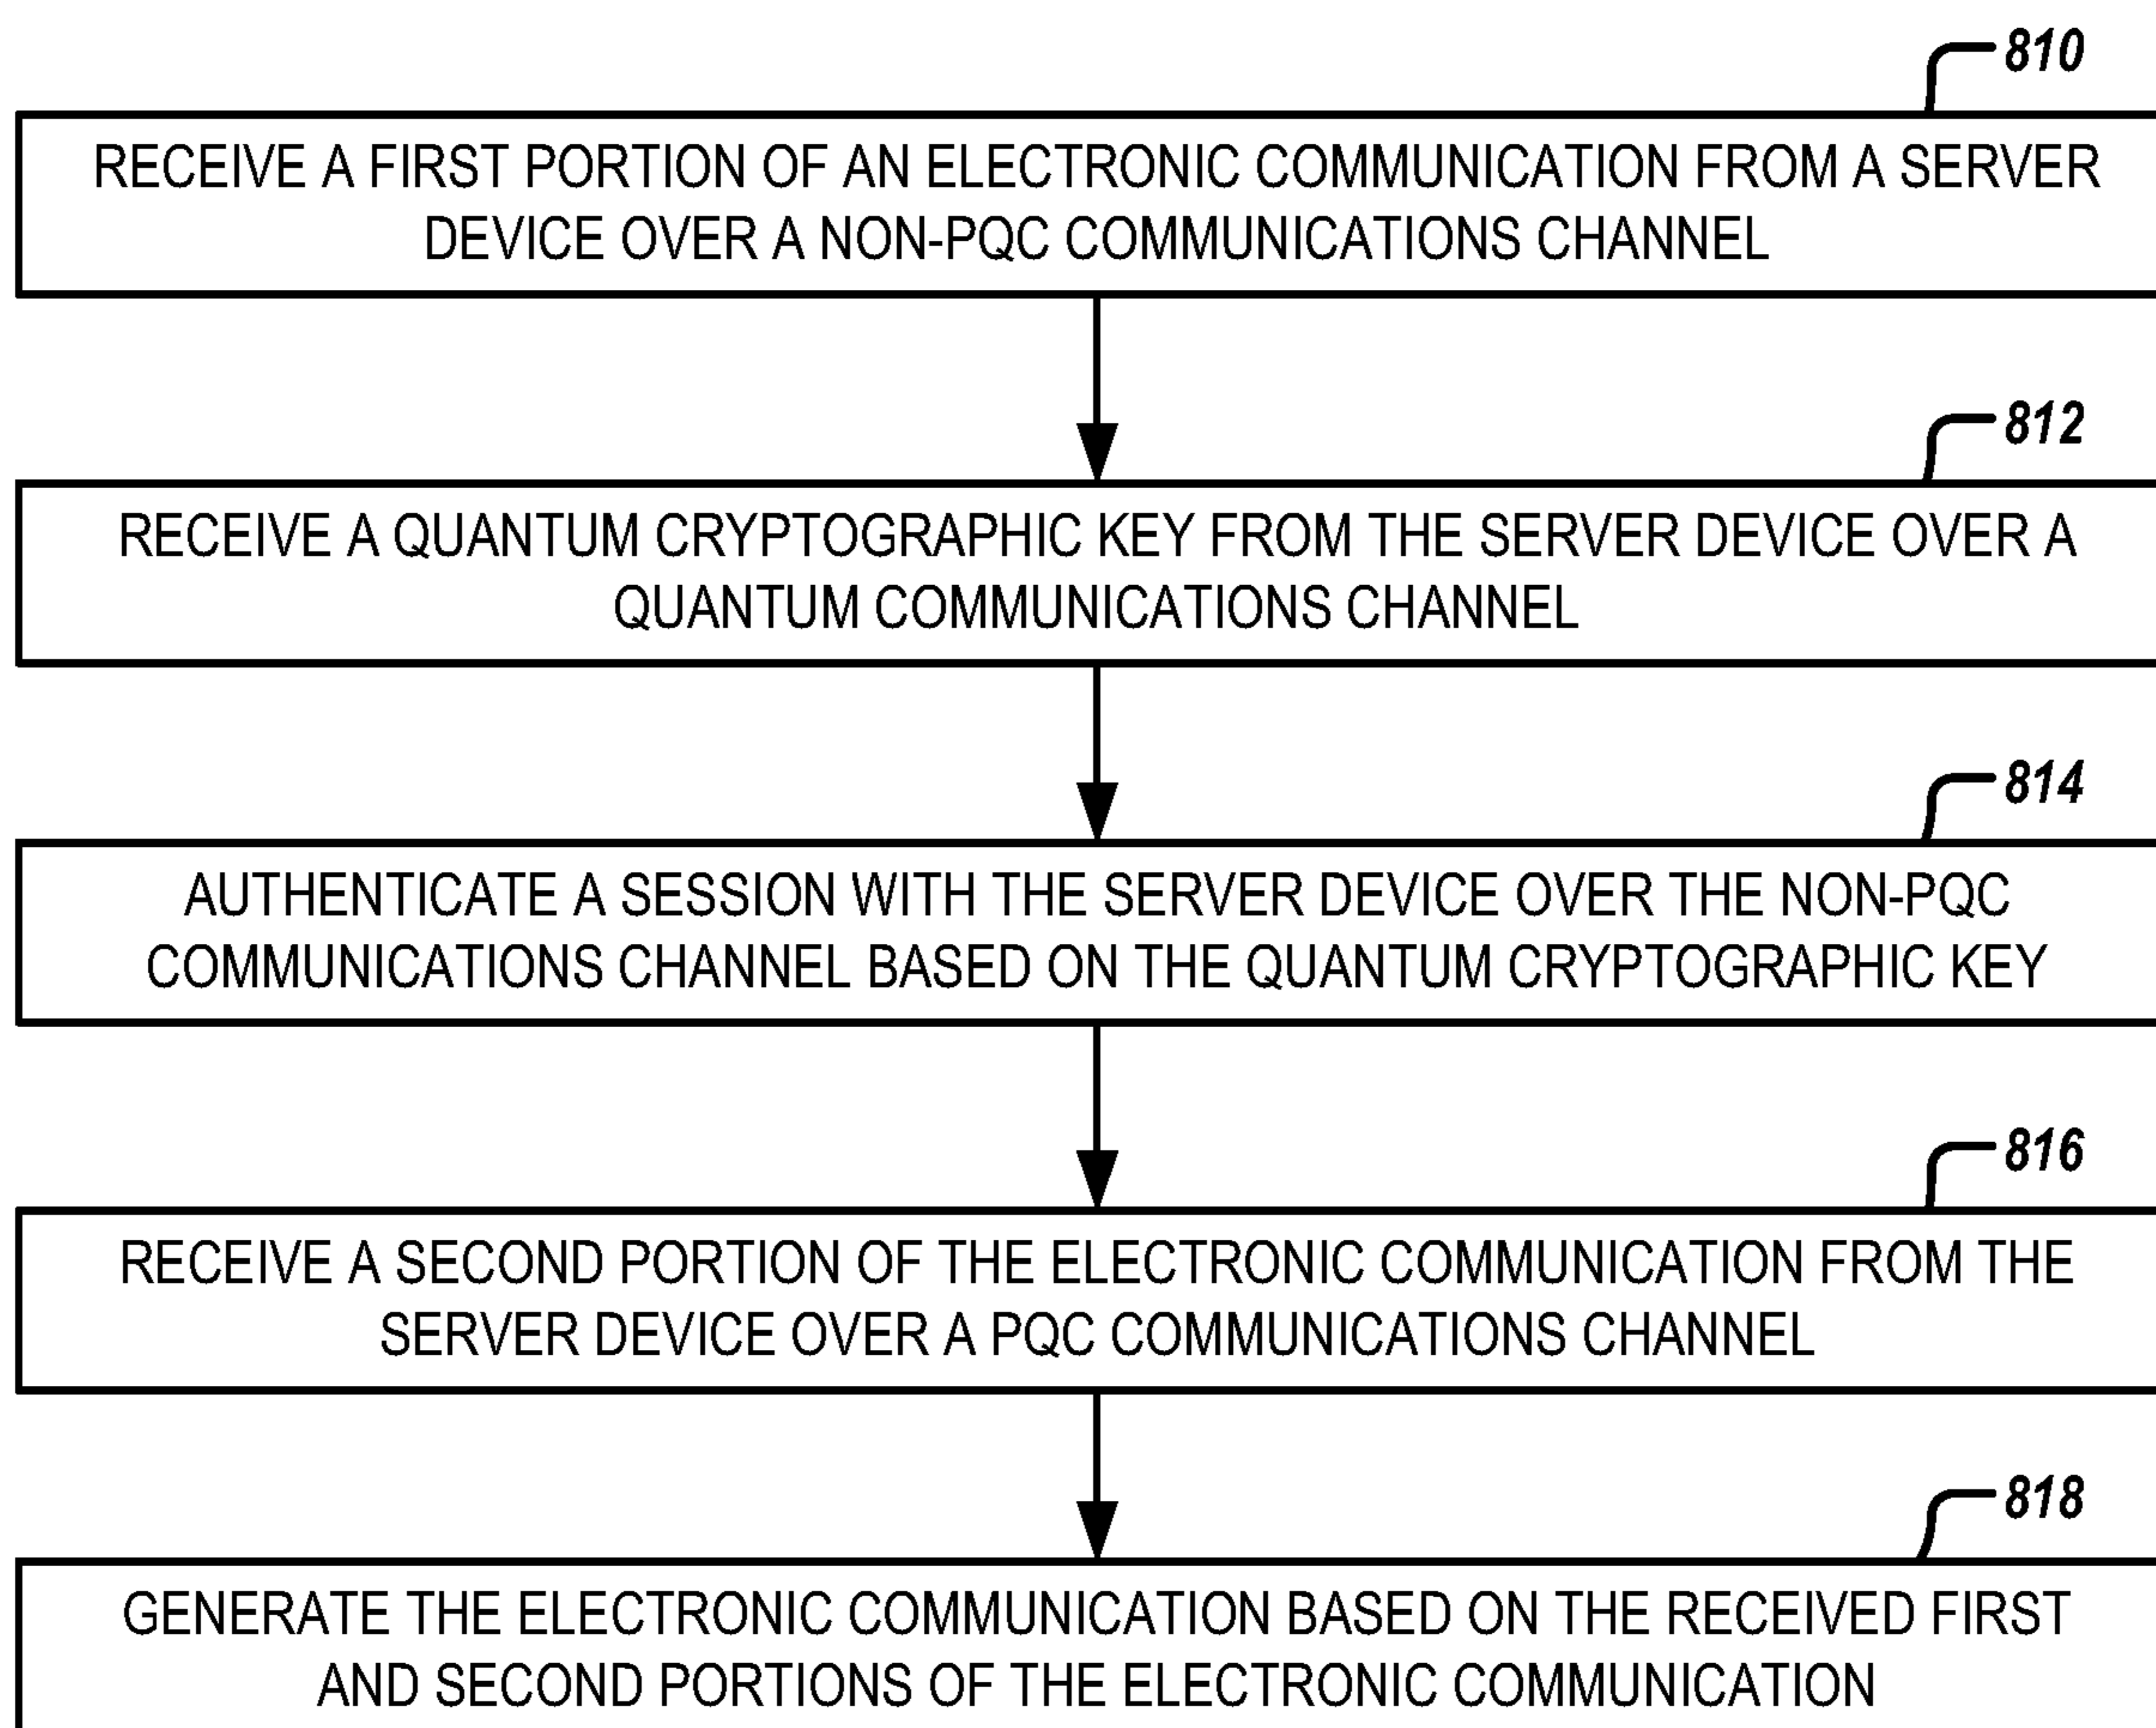 810
RECEIVE A FIRST PORTION OF AN ELECTRONIC COMMUNICATION FROM A SERVER
DEVICE OVER A NON-PQC COMMUNICATIONS CHANNEL
812
RECEIVE A QUANTUM CRYPTOGRAPHIC KEY FROM THE SERVER DEVICE OVER A
QUANTUM COMMUNICATIONS CHANNEL
814
AUTHENTICATE A SESSION WITH THE SERVER DEVICE OVER THE NON-PQC
COMMUNICATIONS CHANNEL BASED ON THE QUANTUM CRYPTOGRAPHIC KEY
816
RECEIVE A SECOND PORTION OF THE ELECTRONIC COMMUNICATION FROM THE
SERVER DEVICE OVER A PQC COMMUNICATIONS CHANNEL
818
GENERATE THE ELECTRONIC COMMUNICATION BASED ON THE RECEIVED FIRST
AND SECOND PORTIONS OF THE ELECTRONIC COMMUNICATION